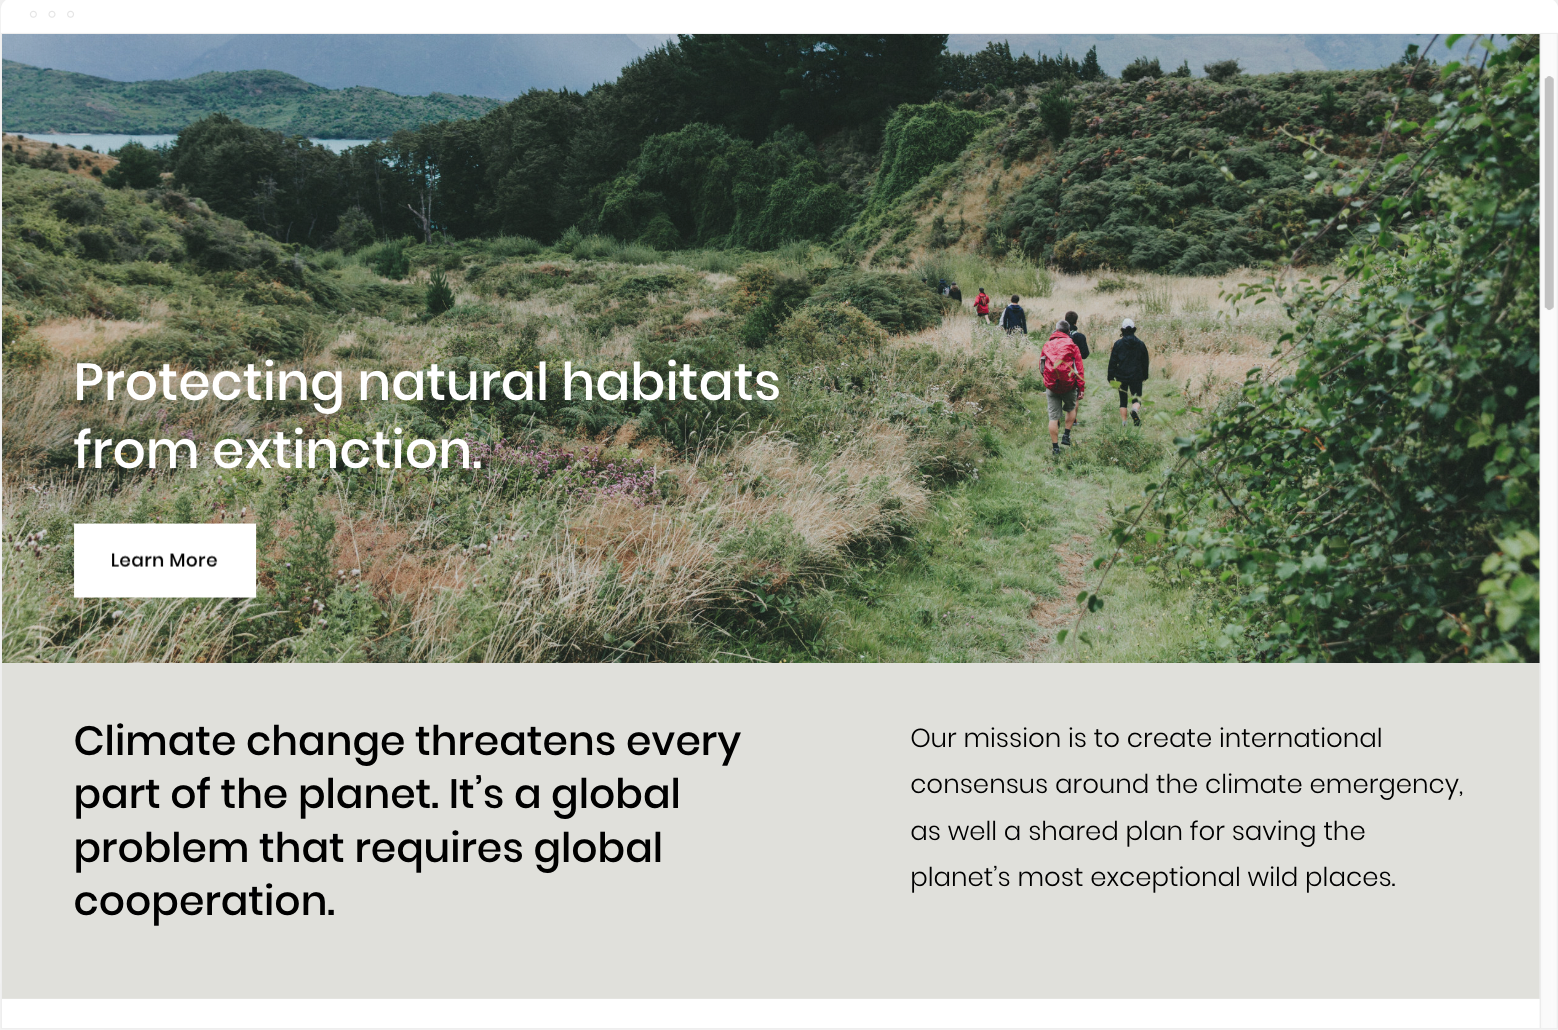 Protecting natural habitats
from extinction.
Learn More
Climate change threatens every
part of the planet. It’s a global
problem that requires global
cooperation.
Our mission is to create international
consensus around the climate emergency,
as well a shared plan for saving the
planet’s most exceptional wild places.